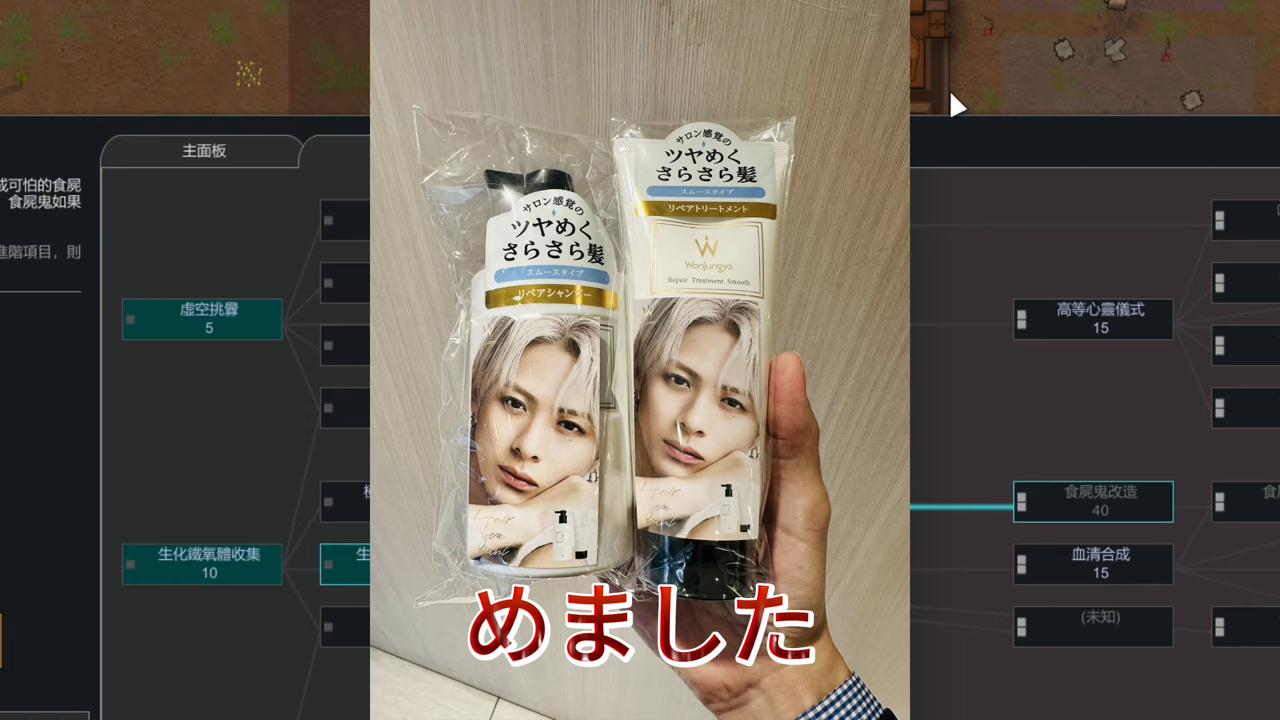 主面板
成可怕的食屍
食屍鬼如果
進階項目，則
虛空挑釁
5
生化鐵氧體收集
10
サロン感覚の
ツヤめく
さらさら髪
スムースタイプ
リペアシャンプー
サロン感覚の
ツヤめく
さらさら髪
スムースタイプ
リペアトリートメント
W
Wonjungyo
Repair Treatment Smooth
めました
高等心靈儀式
15
食屍鬼改造
40
血清合成
15
(未知)